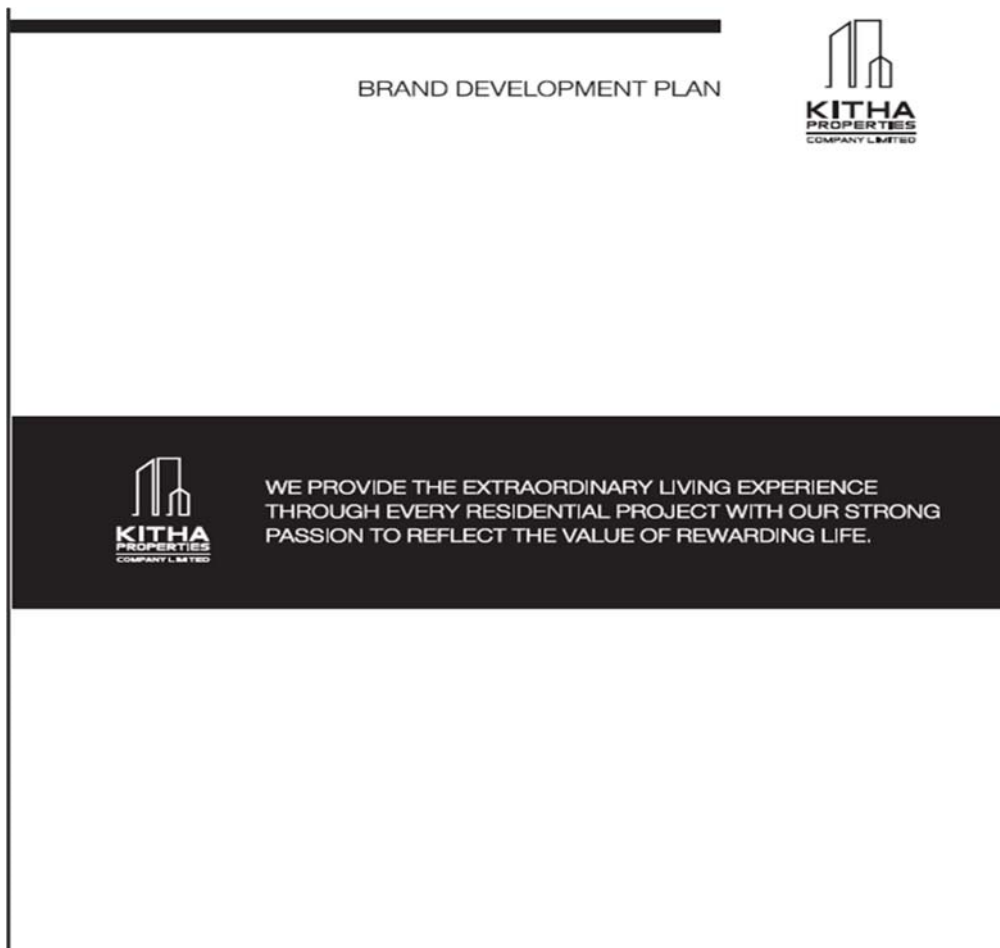 BRAND DEVELOPMENT PLAN
KITHA
PROPERTIES
COMPANY LIMITED
KITHA
PROPERTIES
COMPANY LIMITED
WE PROVIDE THE EXTRAORDINARY LIVING EXPERIENCE
THROUGH EVERY RESIDENTIAL PROJECT WITH OUR STRONG
PASSION TO REFLECT THE VALUE OF REWARDING LIFE.